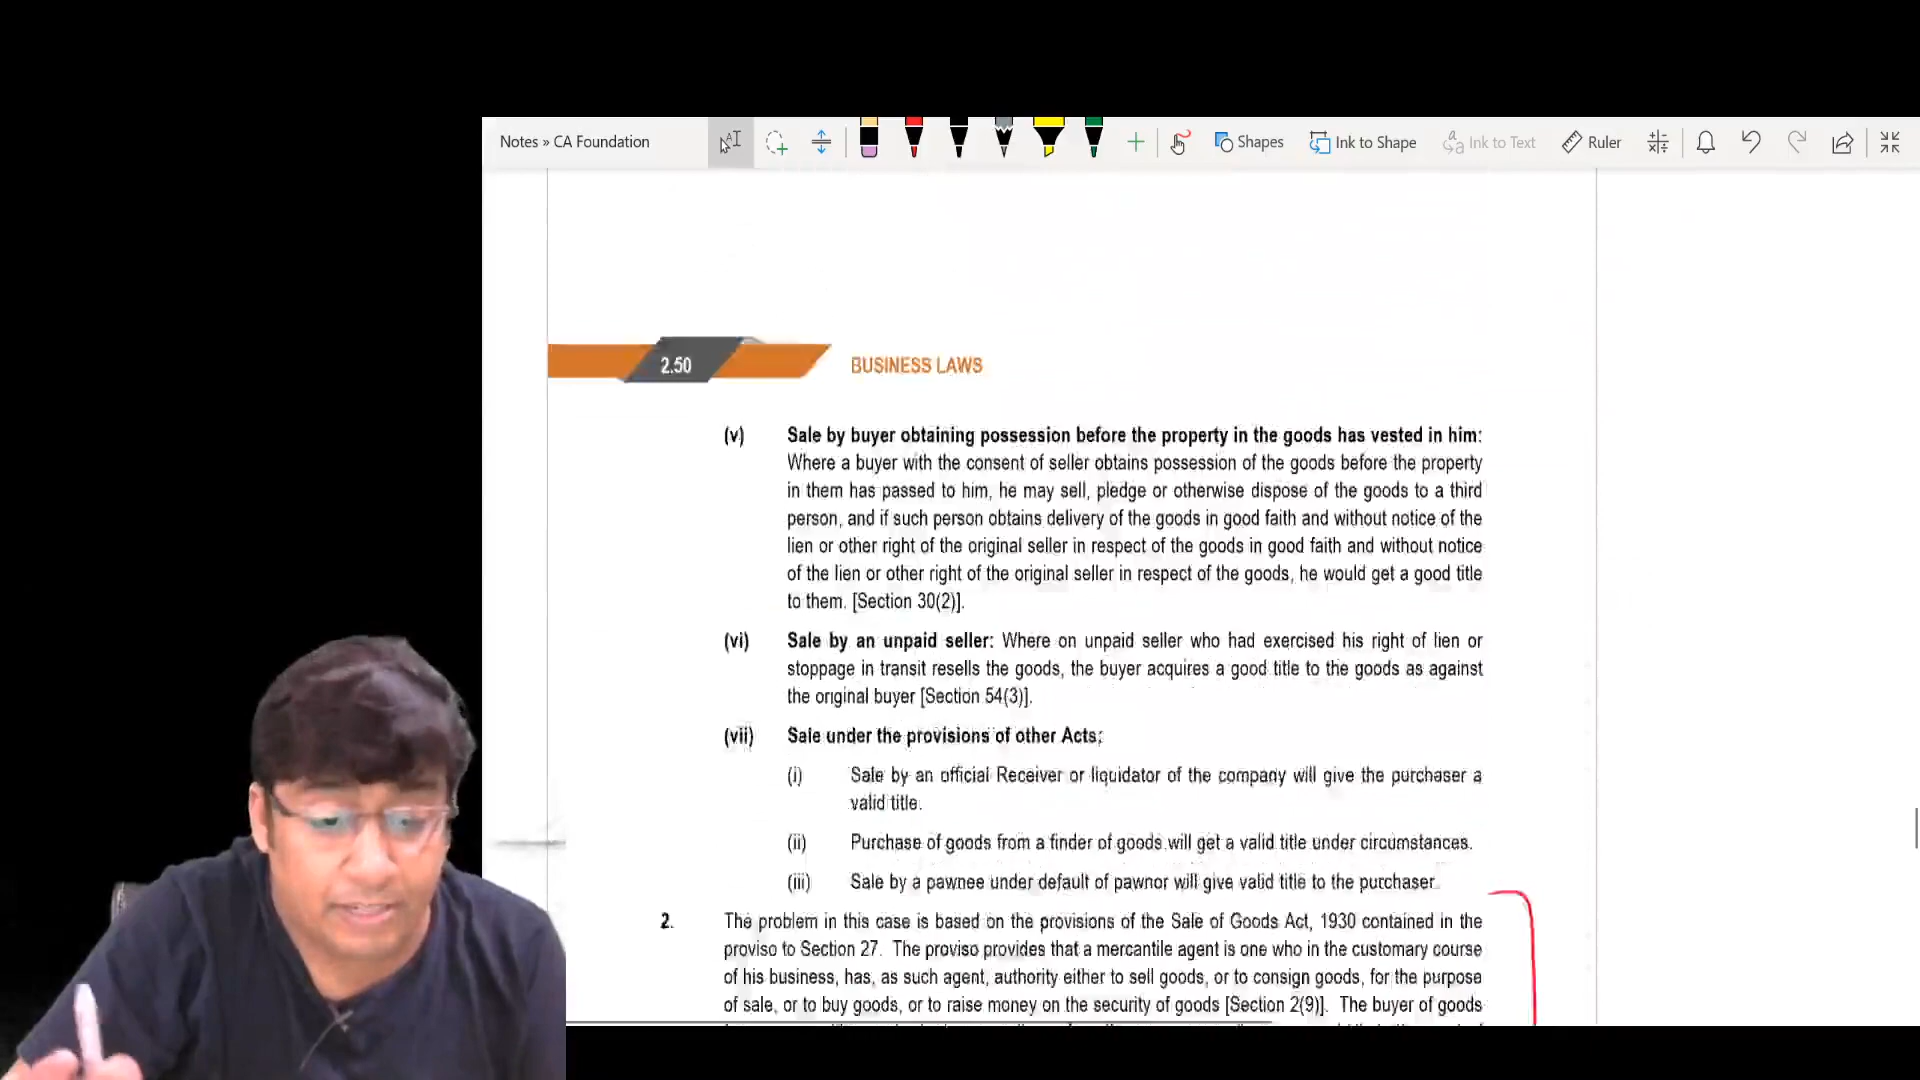 Notes » CA Foundation
Shapes
Ink to Shape
Ink to Text
Ruler
2.50
BUSINESS LAWS
(v) Sale by buyer obtaining possession before the property in the goods has vested in him:
Where a buyer with the consent of seller obtains possession of the goods before the property
in them has passed to him, he may sell, pledge or otherwise dispose of the goods to a third
person, and if such person obtains delivery of the goods in good faith and without notice of the
lien or other right of the original seller in respect of the goods in good faith and without notice
of the lien or other right of the original seller in respect of the goods, he would get a good title
to them. [Section 30(2)].
(vi) Sale by an unpaid seller: Where on unpaid seller who had exercised his right of lien or
stoppage in transit resells the goods, the buyer acquires a good title to the goods as against
the original buyer [Section 54(3)].
(vii) Sale under the provisions of other Acts;
(i) Sale by an official Receiver or liquidator of the company will give the purchaser a
valid title.
(ii) Purchase of goods from a finder of goods will get a valid title under circumstances.
(iii) Sale by a pawnee under default of pawnor will give valid title to the purchaser
2. The problem in this case is based on the provisions of the Sale of Goods Act, 1930 contained in the
proviso to Section 27. The proviso provides that a mercantile agent is one who in the customary course
of his business, has, as such agent, authority either to sell goods, or to consign goods, for the purpose
of sale, or to buy goods, or to raise money on the security of goods [Section 2(9)]. The buyer of goods